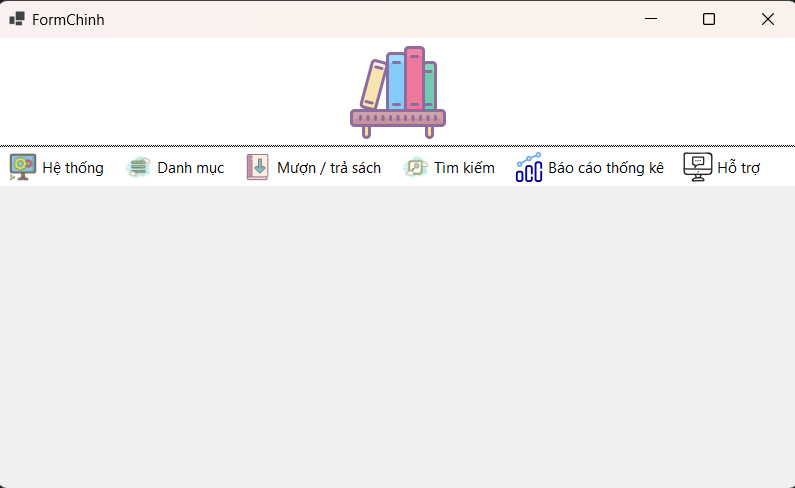 FormChinh
Hệ thống Danh mục Mượn / trả sách Tìm kiếm Báo cáo thống kê Hỗ trợ